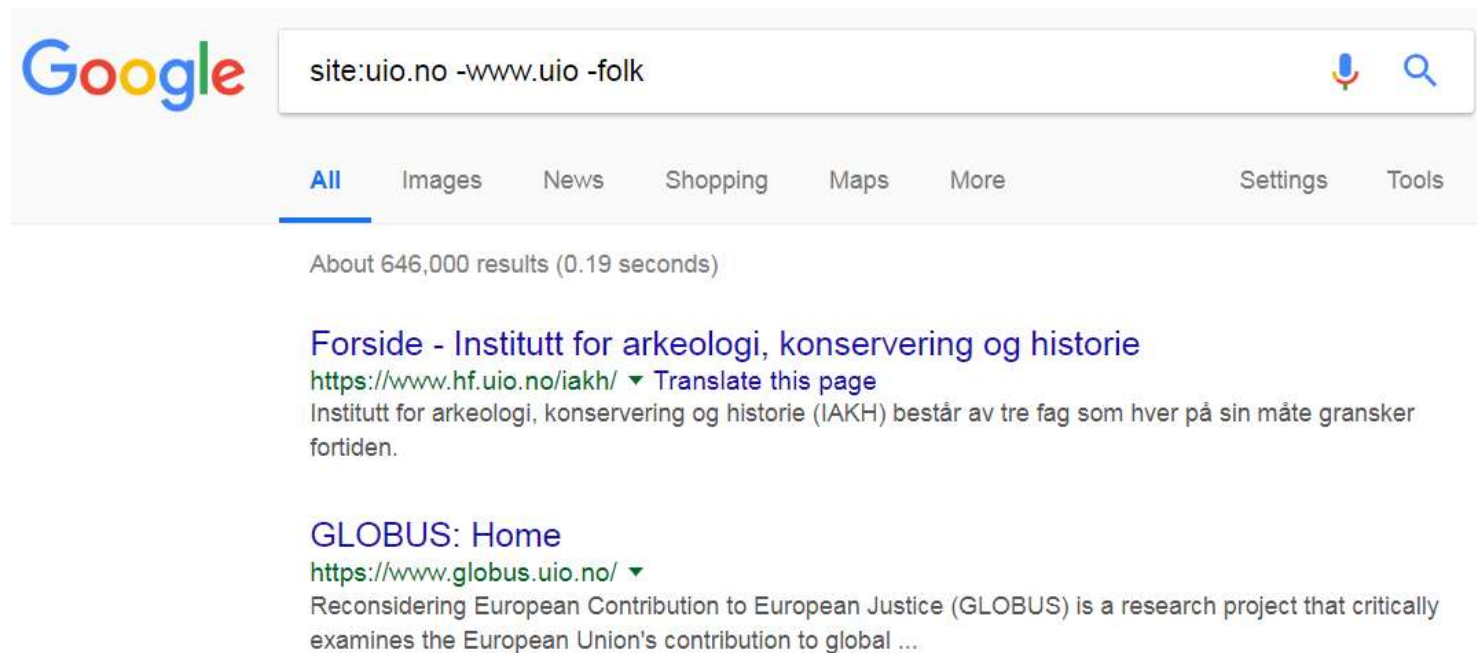 Google
site:uio.no -www.uio -folk
All Images News Shopping Maps More Settings Tools
About 646,000 results (0.19 seconds)
Forside - Institutt for arkeologi, konservering og historie
https://www.hf.uio.no/iakh/ ▼ Translate this page
Institutt for arkeologi, konservering og historie (IAKH) består av tre fag som hver på sin måte gransker
fortiden.
GLOBUS: Home
https://www.globus.uio.no/ ▼
Reconsidering European Contribution to European Justice (GLOBUS) is a research project that critically
examines the European Union's contribution to global ...